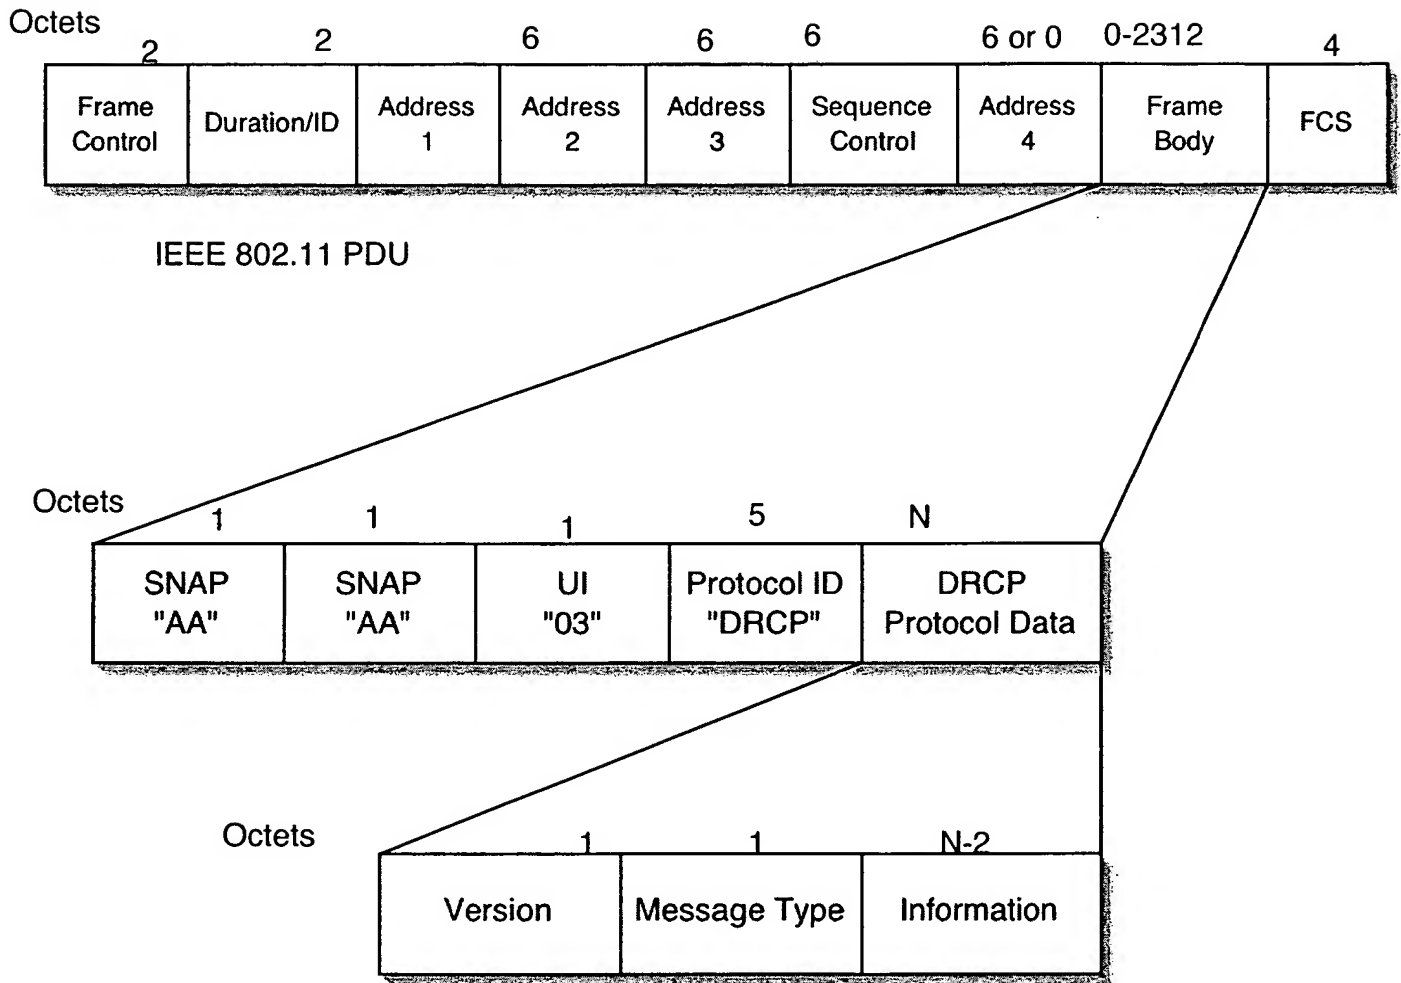 Octets
2 2 6 6 6 6 or 0 0-2312 4
Frame Control
Duration/ID
Address 1
Address 2
Address 3
Sequence Control
Address 4
Frame Body
FCS
IEEE 802.11 PDU
Octets
1 1 1 5 N
SNAP "AA"
SNAP "AA"
UI "03"
Protocol ID "DRCP"
DRCP Protocol Data
Octets
1 1 N-2
Version
Message Type
Information